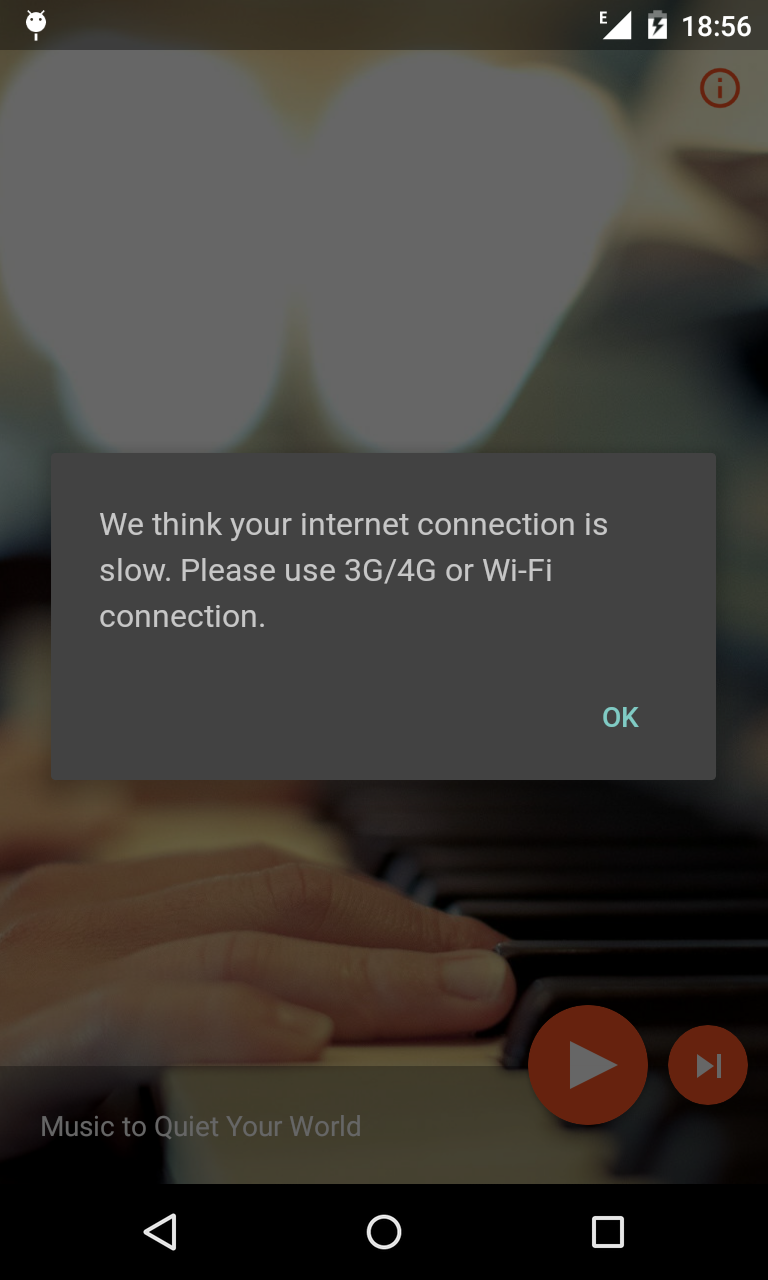 E 18:56
We think your internet connection is
slow. Please use 3G/4G or Wi-Fi
connection.
OK
Music to Quiet Your World